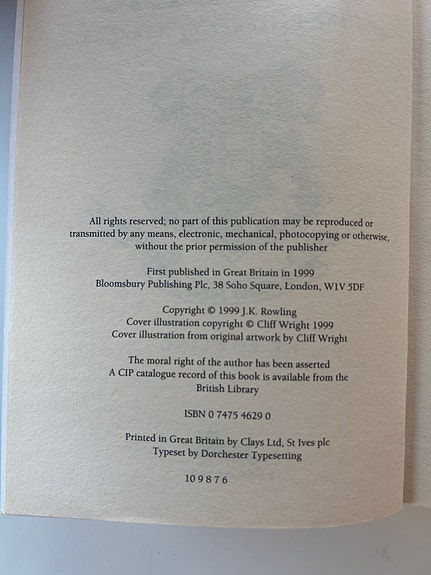 All rights reserved; no part of this publication may be reproduced or
transmitted by any means, electronic, mechanical, photocopying or otherwise,
without the prior permission of the publisher
First published in Great Britain in 1999
Bloomsbury Publishing Plc, 38 Soho Square, London, W1V 5DF
Copyright © 1999 J.K. Rowling
Cover illustration copyright © Cliff Wright 1999
Cover illustration from original artwork by Cliff Wright
The moral right of the author has been asserted
A CIP catalogue record of this book is available from the
British Library
ISBN 0 7475 4629 0
Printed in Great Britain by Clays Ltd, St Ives plc
Typeset by Dorchester Typesetting
10 9 8 7 6